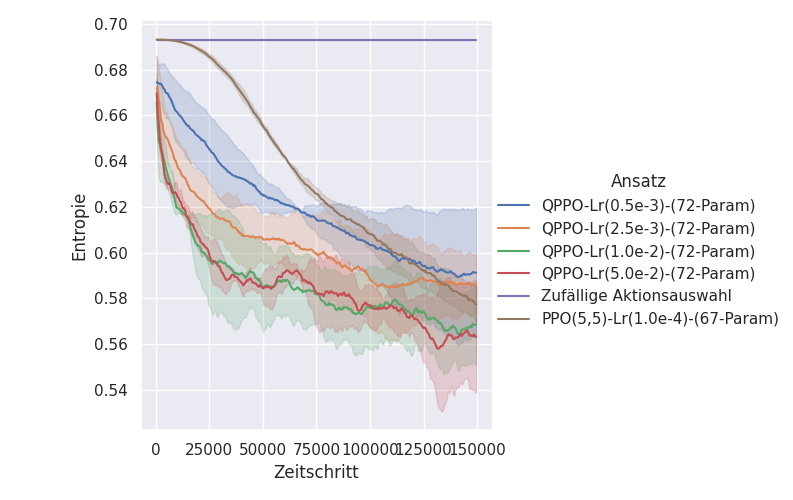 0.70
0.68
0.66
0.64
0.62
0.60
0.58
0.56
0.54
Entropie
0 25000 50000 75000 100000 125000 150000
Zeitschritt
Ansatz
QPPO-Lr(0.5e-3)-(72-Param)
QPPO-Lr(2.5e-3)-(72-Param)
QPPO-Lr(1.0e-2)-(72-Param)
QPPO-Lr(5.0e-2)-(72-Param)
Zufällige Aktionsauswahl
PPO(5,5)-Lr(1.0e-4)-(67-Param)